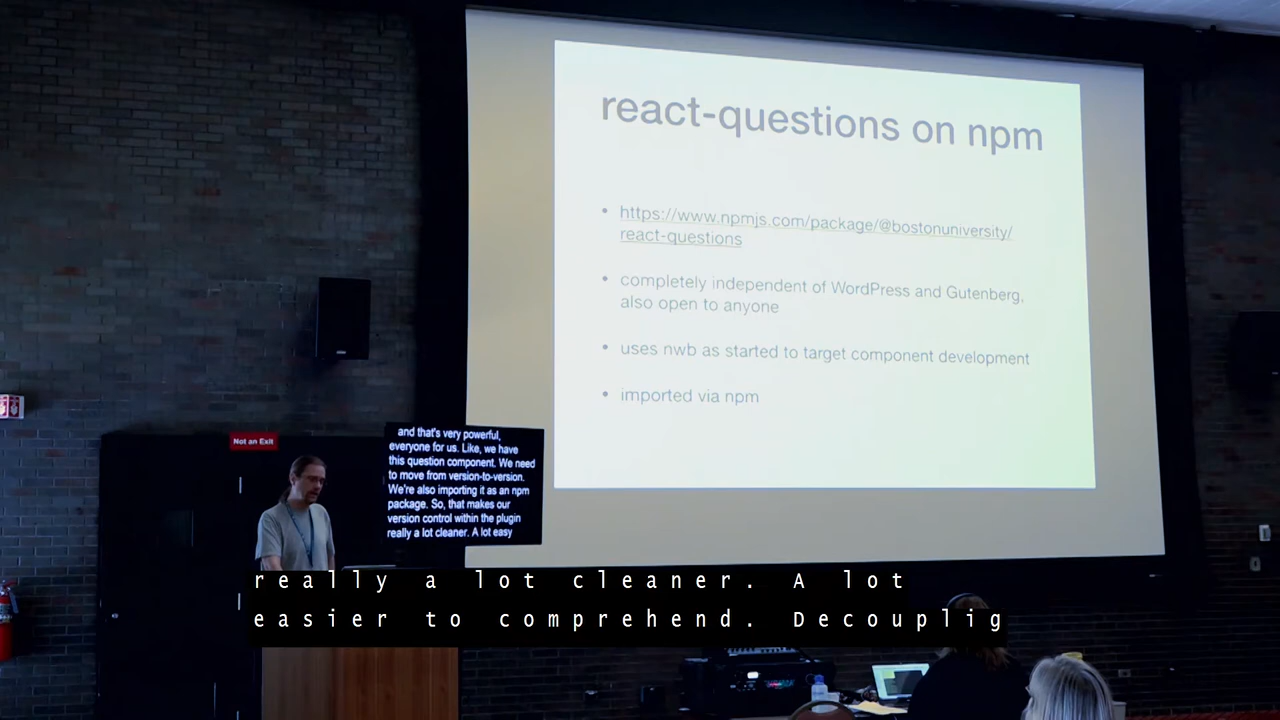 react-questions on npm
• https://www.npmjs.com/package/@bostonuniversity/
react-questions
• completely independent of WordPress and Gutenberg,
also open to anyone
• uses nwb as started to target component development
• imported via npm
Not an Exit
and that's very powerful,
everyone for us. Like, we have
this question component. We need
to move from version-to-version.
We're also importing it as an npm
package. So, that makes our
version control within the plugin
really a lot cleaner. A lot easy
really a lot cleaner. A lot
easier to comprehend. Decouplig